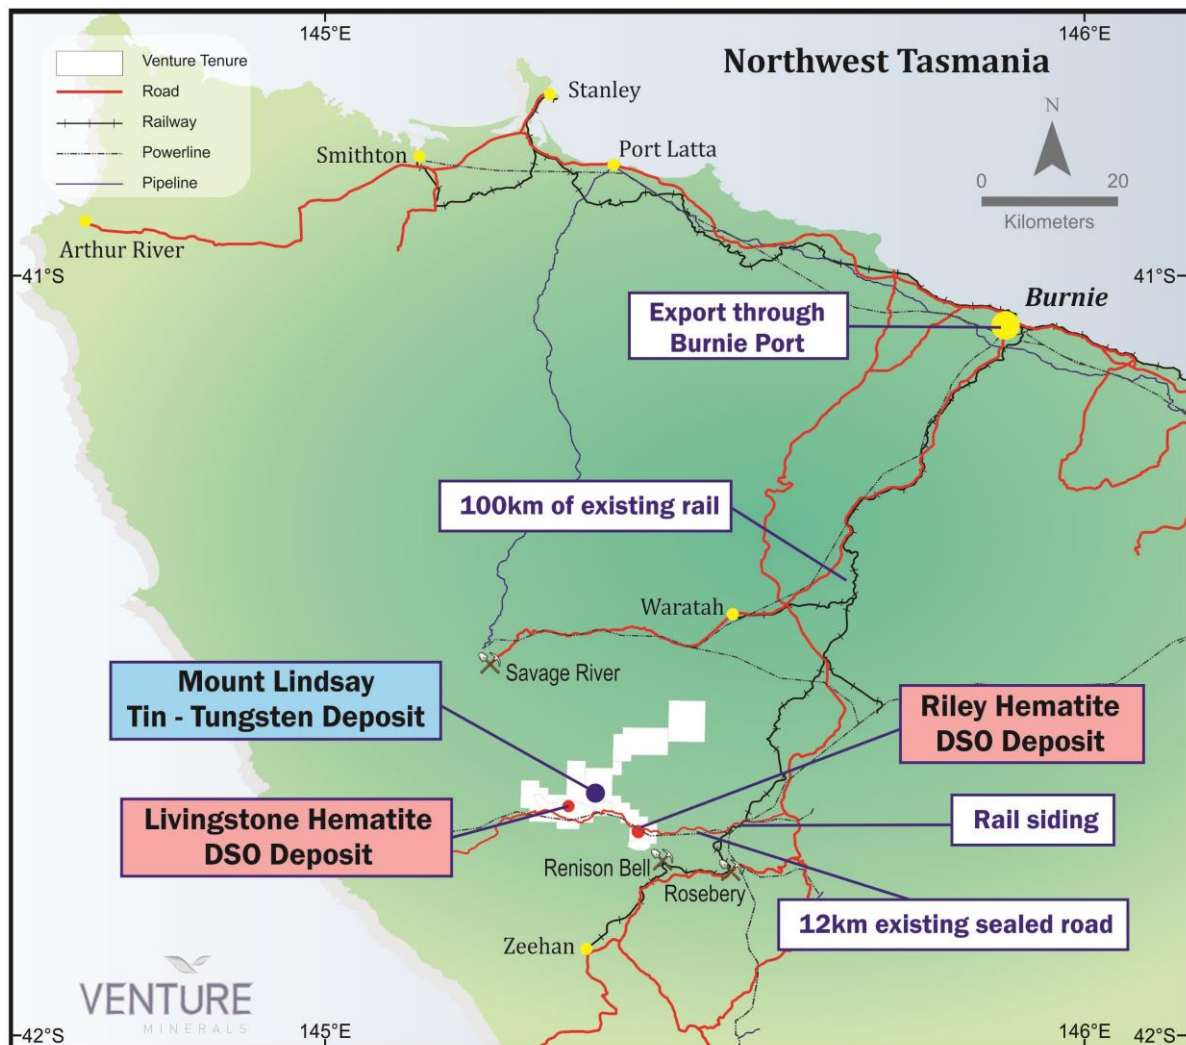 145°E
146°E
Northwest Tasmania
Venture Tenure
Road
Railway
Powerline
Pipeline
N
0
20
Kilometers
Stanley
Smithton
Port Latta
Arthur River
41°S
41°S
Burnie
Export through
Burnie Port
100km of existing rail
Waratah
Savage River
Mount Lindsay
Tin - Tungsten Deposit
Riley Hematite
DSO Deposit
Livingstone Hematite
DSO Deposit
Rail siding
Renison Bell
Rosebery
12km existing sealed road
Zeehan
VENTURE
MINERALS
42°S
145°E
146°E
42°S